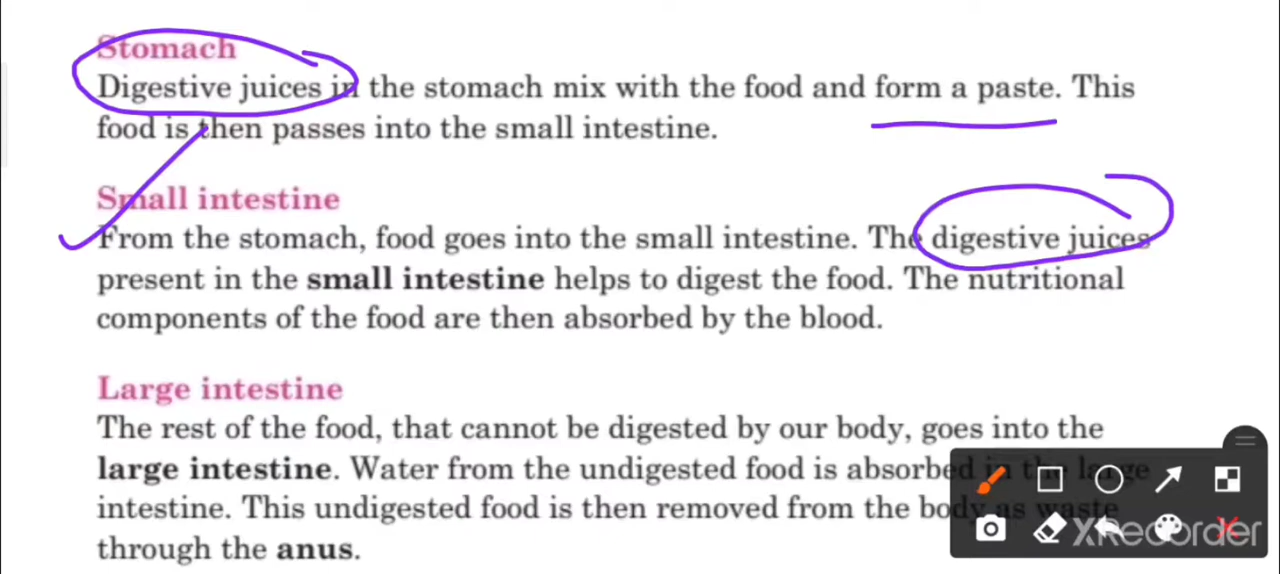 Stomach
Digestive juices in the stomach mix with the food and form a paste. This
food is then passes into the small intestine.
Small intestine
From the stomach, food goes into the small intestine. The digestive juices
present in the small intestine helps to digest the food. The nutritional
components of the food are then absorbed by the blood.
Large intestine
The rest of the food, that cannot be digested by our body, goes into the
large intestine. Water from the undigested food is absorbed in the large
intestine. This undigested food is then removed from the body as waste
through the anus.
XRecorder